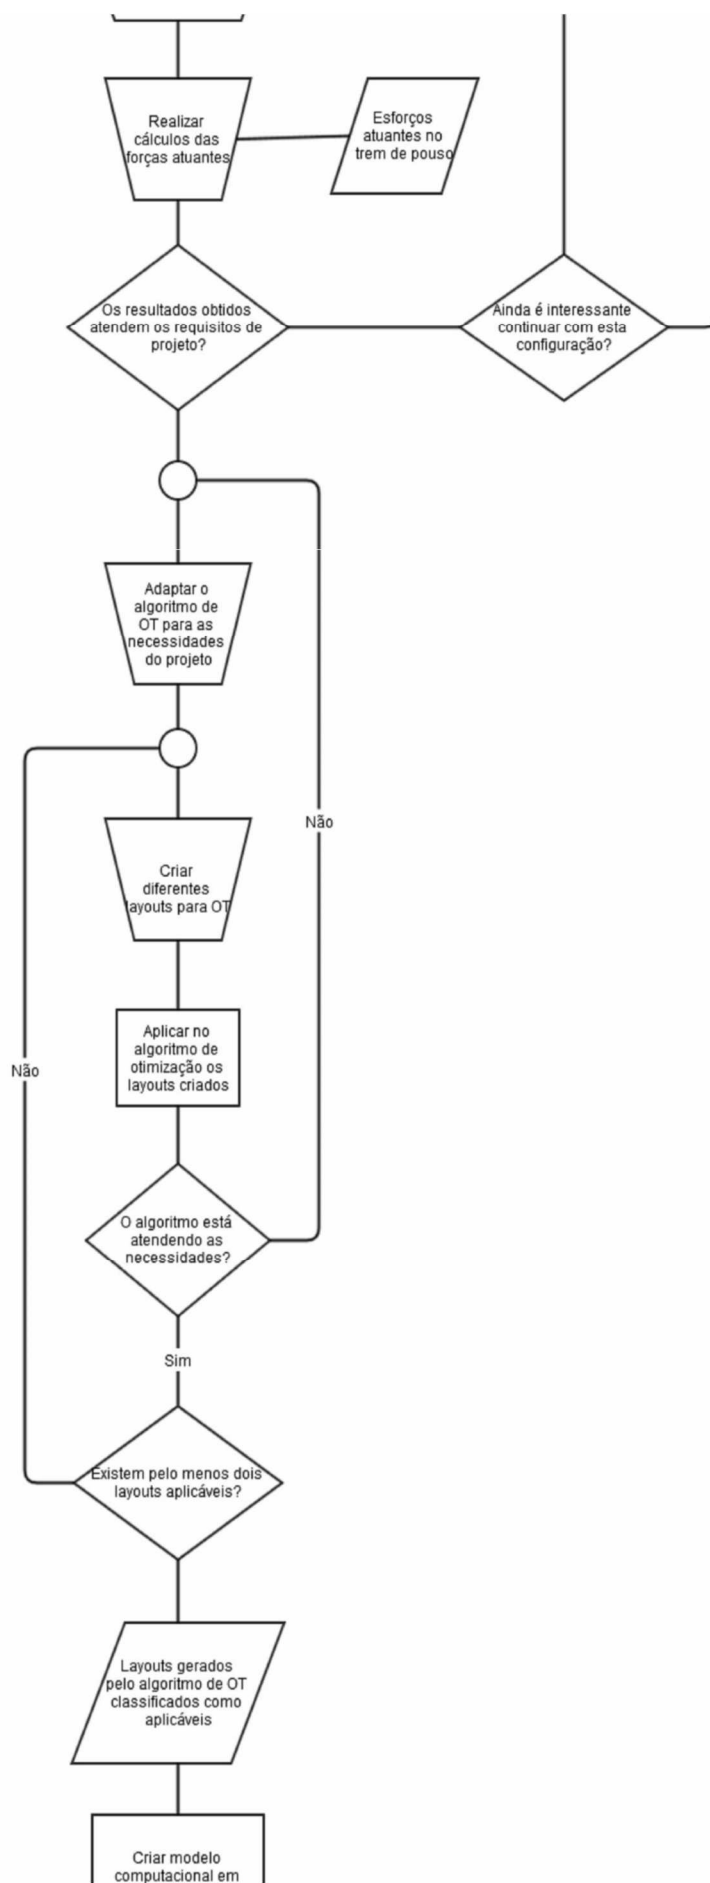 Realizar
cálculos das
forças atuantes
Esforços
atuantes no
trem de pouso
Os resultados obtidos
atendem os requisitos de
projeto?
Ainda é interessante
continuar com esta
configuração?
Adaptar o
algoritmo de
OT para as
necessidades
do projeto
Não
Criar
diferentes
layouts para OT
Aplicar no
algoritmo de
otimização os
layouts criados
Não
O algoritmo está
atendendo as
necessidades?
Sim
Existem pelo menos dois
layouts aplicáveis?
Layouts gerados
pelo algoritmo de OT
classificados como
aplicáveis
Criar modelo
computacional em